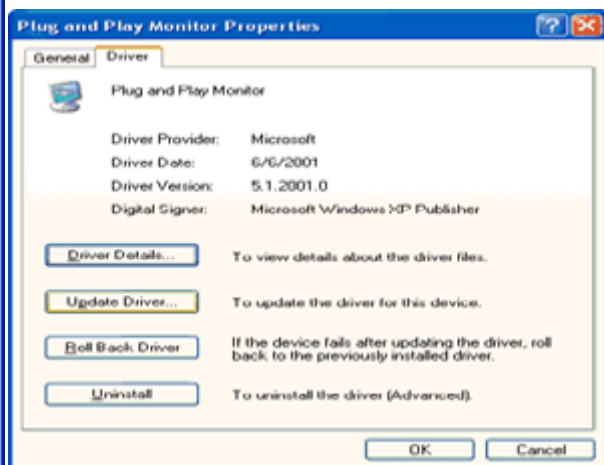 Plug and Play Monitor Properties
General Driver
Plug and Play Monitor
Driver Provider: Microsoft
Driver Date: 6/6/2001
Driver Version: 5.1.2001.0
Digital Signer: Microsoft Windows XP Publisher
Driver Details... To view details about the driver files.
Update Driver... To update the driver for this device.
Roll Back Driver If the device fails after updating the driver, roll
back to the previously installed driver.
Uninstall To uninstall the driver (Advanced).
OK Cancel